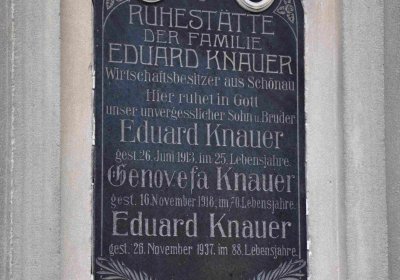 RUHESTÄTTE
DER FAMILIE
EDUARD KNAUER
Wirtschaftsbesitzer aus Schönau
Hier ruhet in Gott
unser unvergesslicher Sohn u. Bruder
Eduard Knauer
gest. 26. Juni 1913, im 25. Lebensjahre.
Genovefa Knauer
gest. 16. November 1918, im 70. Lebensjahre
Eduard Knauer
gest. 26. November 1937. im 88. Lebensjahre.